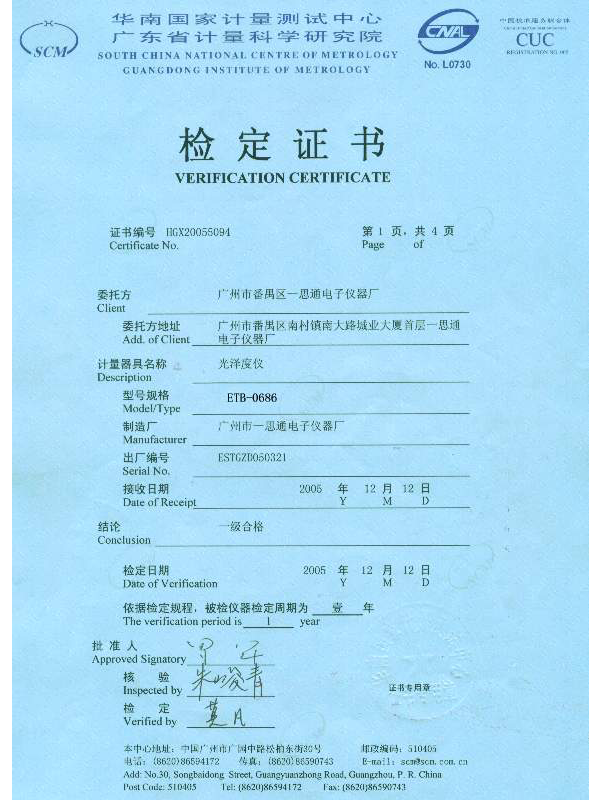 SCM
华南国家计量测试中心
广东省计量科学研究院
SOUTH CHINA NATIONAL CENTRE OF METROLOGY
GUANGDONG INSTITUTE OF METROLOGY
CNAL
No. L0730
CUC
检定证书
VERIFICATION CERTIFICATE
证书编号 HGX20055094 第 1 页，共 4 页
Certificate No. Page of
委托方 广州市番禺区一思通电子仪器厂
Client
委托方地址 广州市番禺区南村镇南大路城业大厦首层一思通
Add. of Client 电子仪器厂
计量器具名称 光泽度仪
Description
型号规格 ETB-0686
Model/Type
制造厂 广州市一思通电子仪器厂
Manufacturer
出厂编号 ESTGZD050321
Serial No.
接收日期 2005 年 12 月 12 日
Date of Receipt Y M D
结论 一级合格
Conclusion
检定日期 2005 年 12 月 12 日
Date of Verification Y M D
依据检定规程，被检仪器检定周期为 壹 年
The verification period is 1 year
批准人
Approved Signatory
核验
Inspected by
检定
Verified by
证书专用章
本中心地址：中国广州市广园中路松柏东街30号 邮政编码：510405
电话：(8620)86594172 传真：(8620)86590743 E-mail：scm@scm.com.cn
Add: No.30, Songbaidong Street, Guangyuanzhong Road, Guangzhou, P. R. China
Post Code: 510405 Tel: (8620)86594172 Fax: (8620)86590743